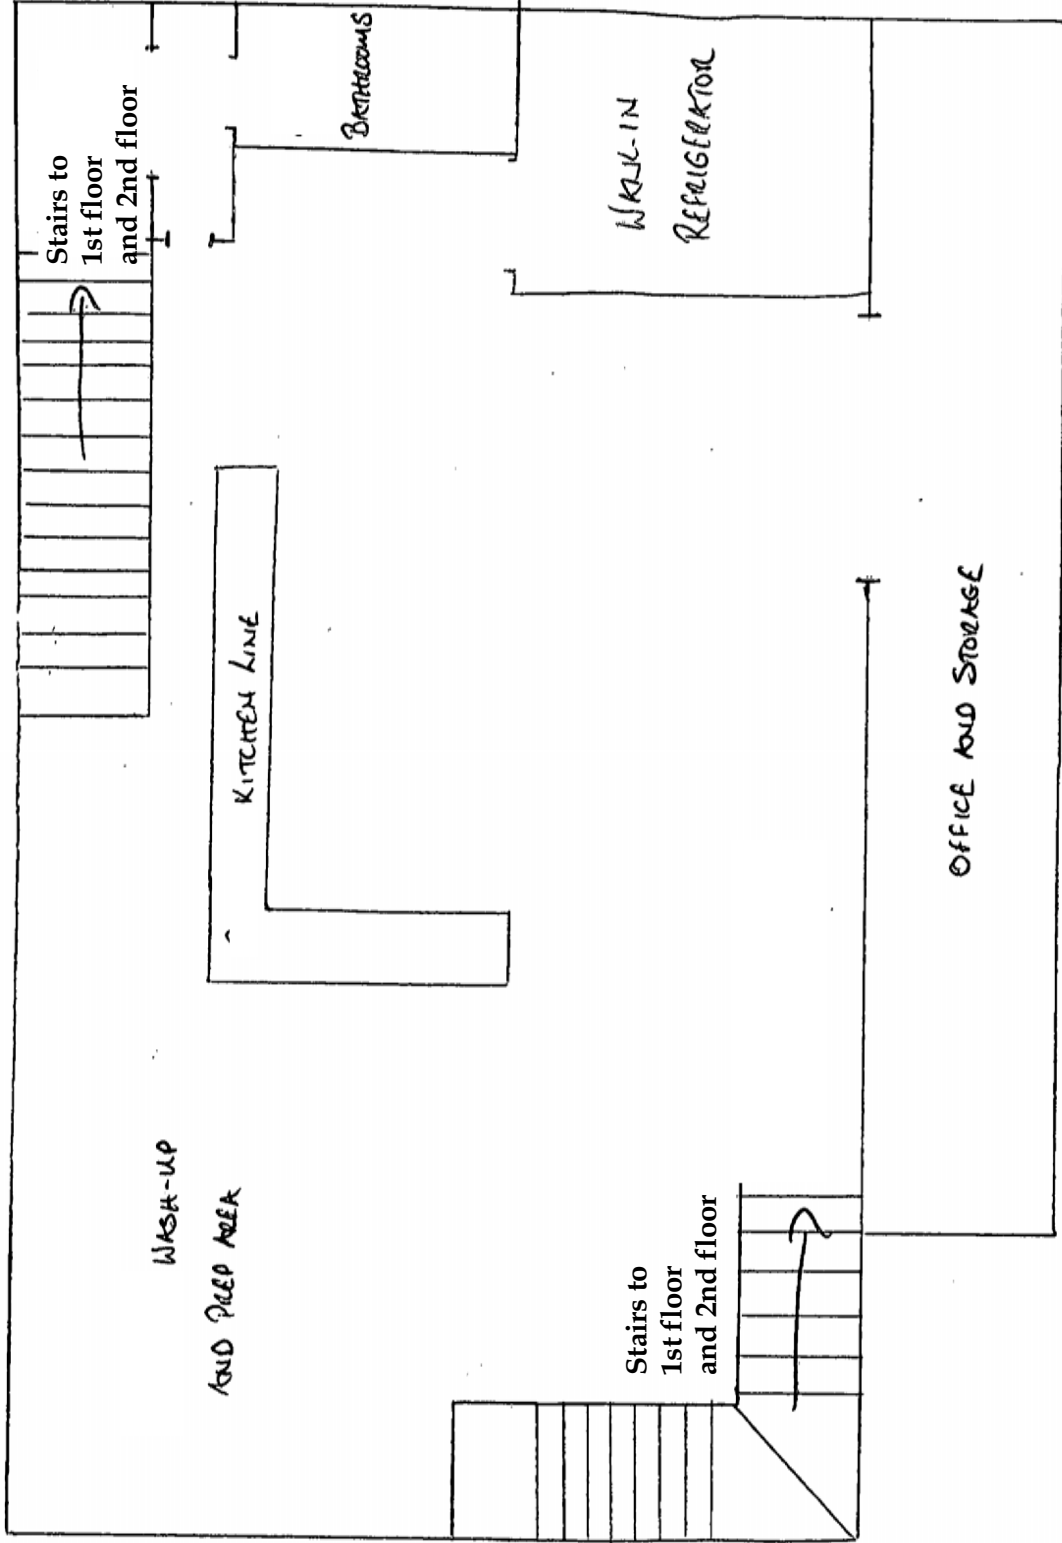 Stairs to
1st floor
and 2nd floor
BATHROOMS
WALK-IN
REFRIGERATOR
KITCHEN LINE
WASH-UP
AND PREP AREA
Stairs to
1st floor
and 2nd floor
OFFICE AND STORAGE